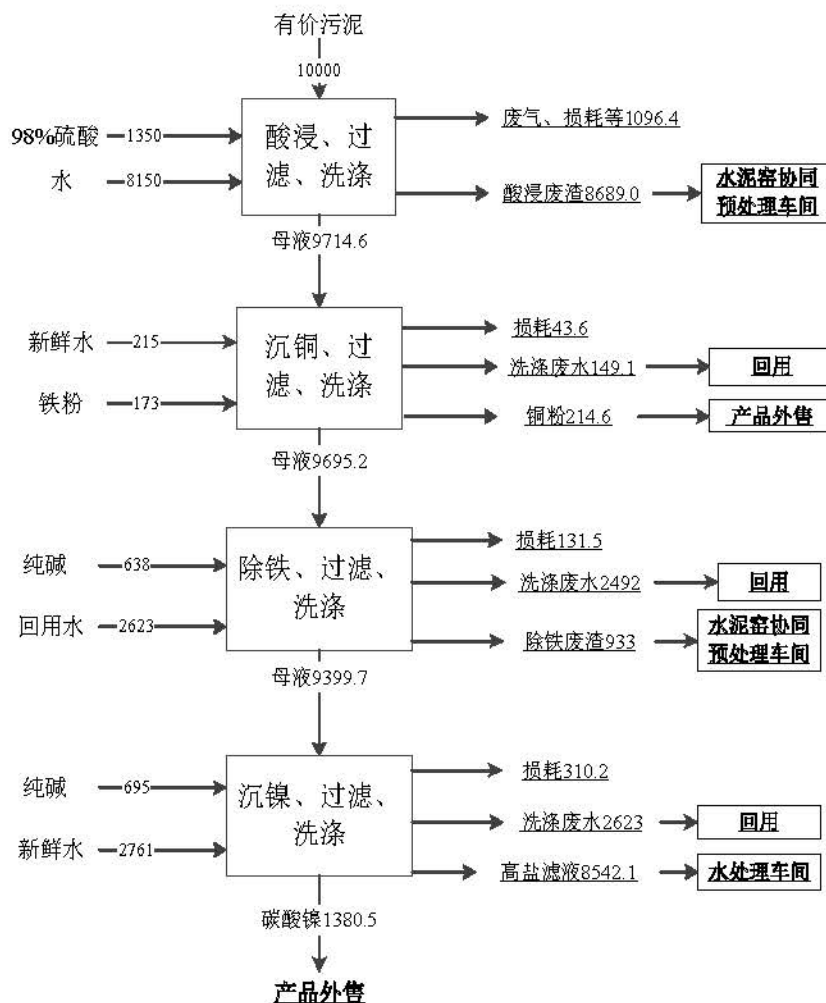 有价污泥
10000
98%硫酸
1350
水
8150
酸浸、过
滤、洗涤
废气、损耗等1096.4
酸浸废渣8689.0
水泥窑协同
预处理车间
母液9714.6
新鲜水
215
铁粉
173
沉铜、过
滤、洗涤
损耗43.6
洗涤废水149.1
回用
铜粉214.6
产品外售
母液9695.2
纯碱
638
回用水
2623
除铁、过滤、
洗涤
损耗131.5
洗涤废水2492
回用
除铁废渣933
水泥窑协同
预处理车间
母液9399.7
纯碱
695
新鲜水
2761
沉镍、过滤、
洗涤
损耗310.2
洗涤废水2623
回用
高盐滤液8542.1
水处理车间
碳酸镍1380.5
产品外售